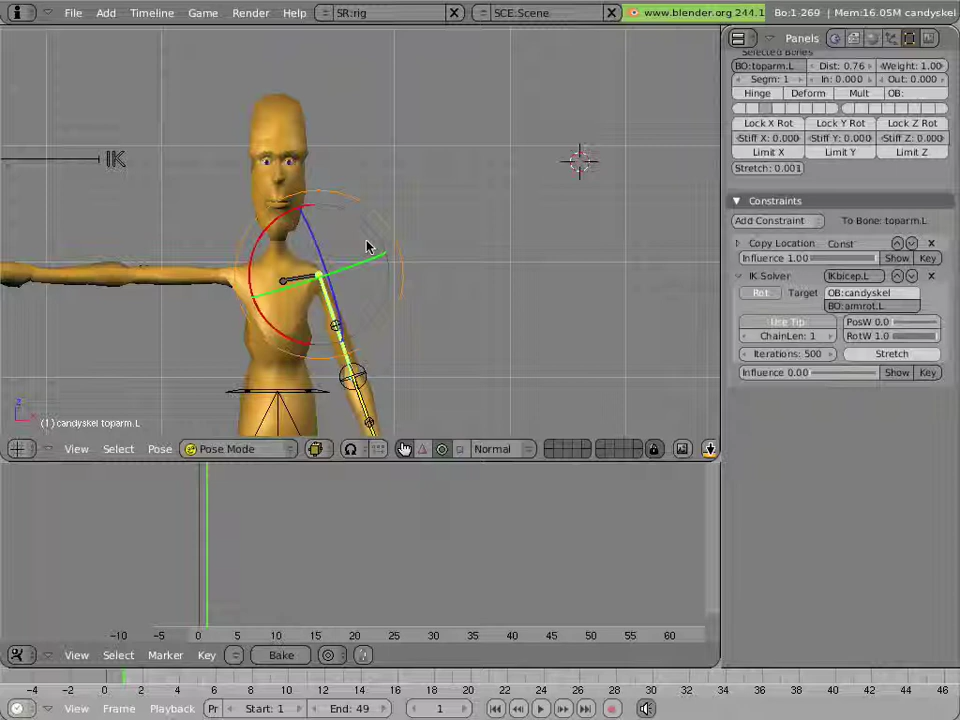 File Add Timeline Game Render Help SR:rig SCE:Scene www.blender.org 244.1 Bo:1-269 | Mem:16.05M candyskel
Panels
Selected Bones
BO:toparm.L Dist: 0.76 Weight: 1.00
Segm: 1 In: 0.000 Out: 0.000
Hinge Deform Mult OB:
Lock X Rot Lock Y Rot Lock Z Rot
Stiff X: 0.000 Stiff Y: 0.000 Stiff Z: 0.000
Limit X Limit Y Limit Z
Stretch: 0.001
Constraints
Add Constraint To Bone: toparm.L
Copy Location Const
Influence 1.00 Show Key
IK Solver IKbicep.L
Rot Target OB:candyskel
BO:armrot.L
Use Tip PosW 0.0
ChainLen: 1 RotW 1.0
Iterations: 500 Stretch
Influence 0.00 Show Key
IK
z
x
(1) candyskel toparm.L
View Select Pose Pose Mode Normal
-10 -5 0 5 10 15 20 25 30 35 40 45 50 55 60
View Select Marker Key Bake
-4 -2 0 2 4 6 8 10 12 14 16 18 20 22 24 26 28 30 32 34 36 38 40 42 44 46
View Frame Playback Pr Start: 1 End: 49 1